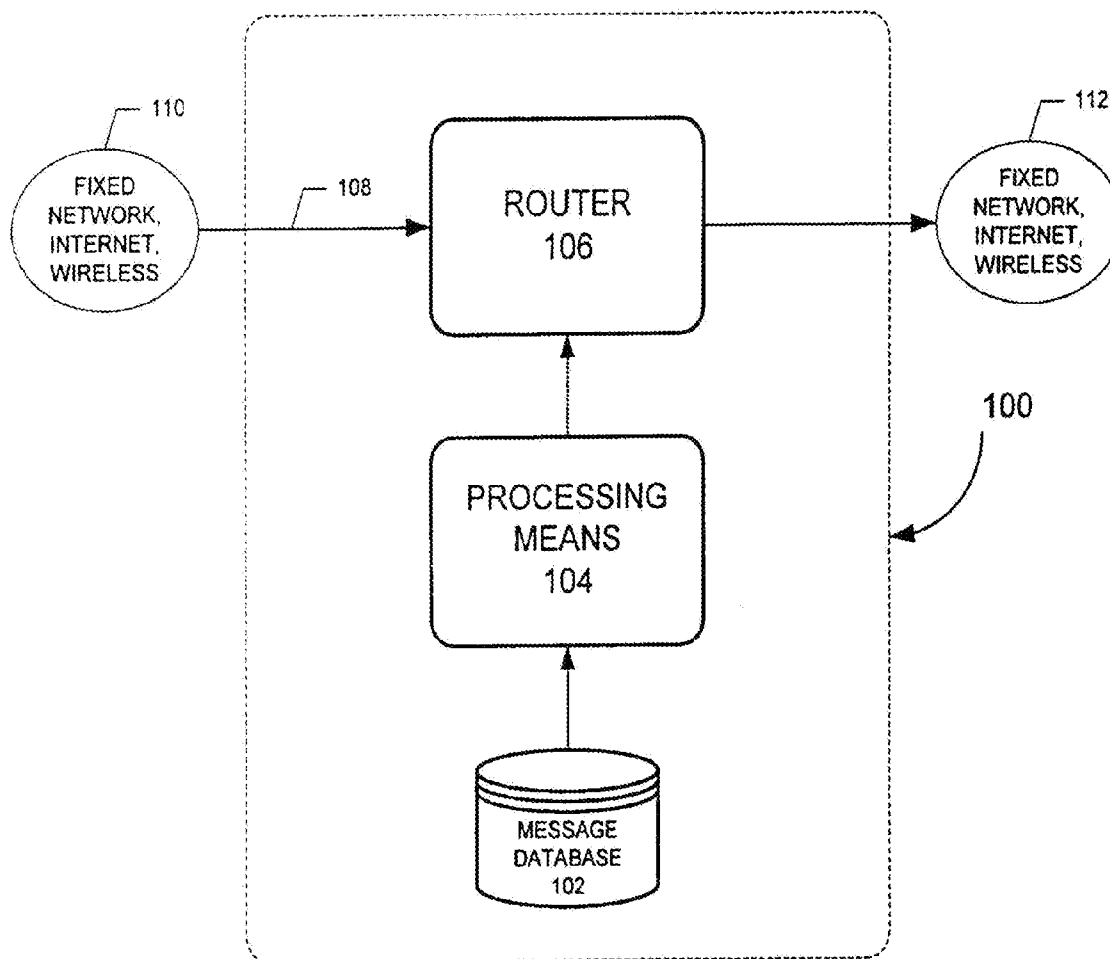 110
FIXED
NETWORK,
INTERNET,
WIRELESS
108
ROUTER
106
112
FIXED
NETWORK,
INTERNET,
WIRELESS
100
PROCESSING
MEANS
104
MESSAGE
DATABASE
102